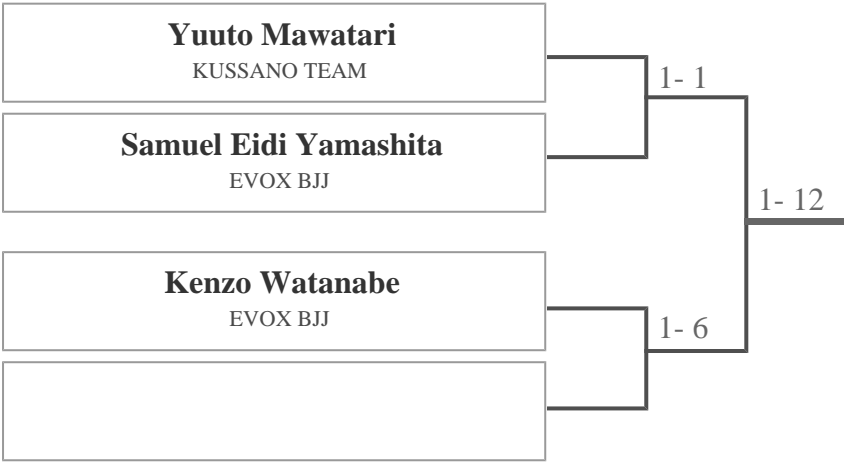 Yuuto Mawatari
KUSSANO TEAM
1- 1
Samuel Eidi Yamashita
EVOX BJJ
1- 12
Kenzo Watanabe
EVOX BJJ
1- 6